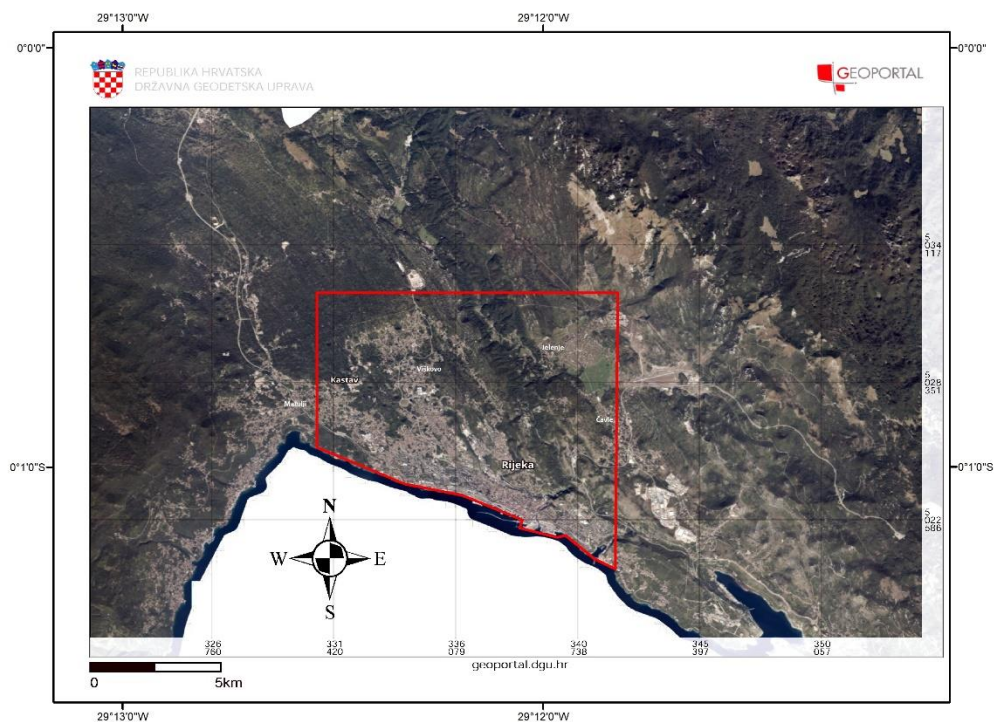 29°13'0"W 29°12'0"W
0°0'0" 0°0'0"
REPUBLIKA HRVATSKA
DRŽAVNA GEODETSKA UPRAVA
GEOPORTAL
5
034
117
Jelenje
Viškovo
5
028
351
Kastav
Matulji
Čavle
Rijeka
0°1'0"S 0°1'0"S
5
022
586
N
W E
S
326 331 336 340 345 350
760 420 079 738 397 057
geoportal.dgu.hr
0 5km
29°13'0"W 29°12'0"W